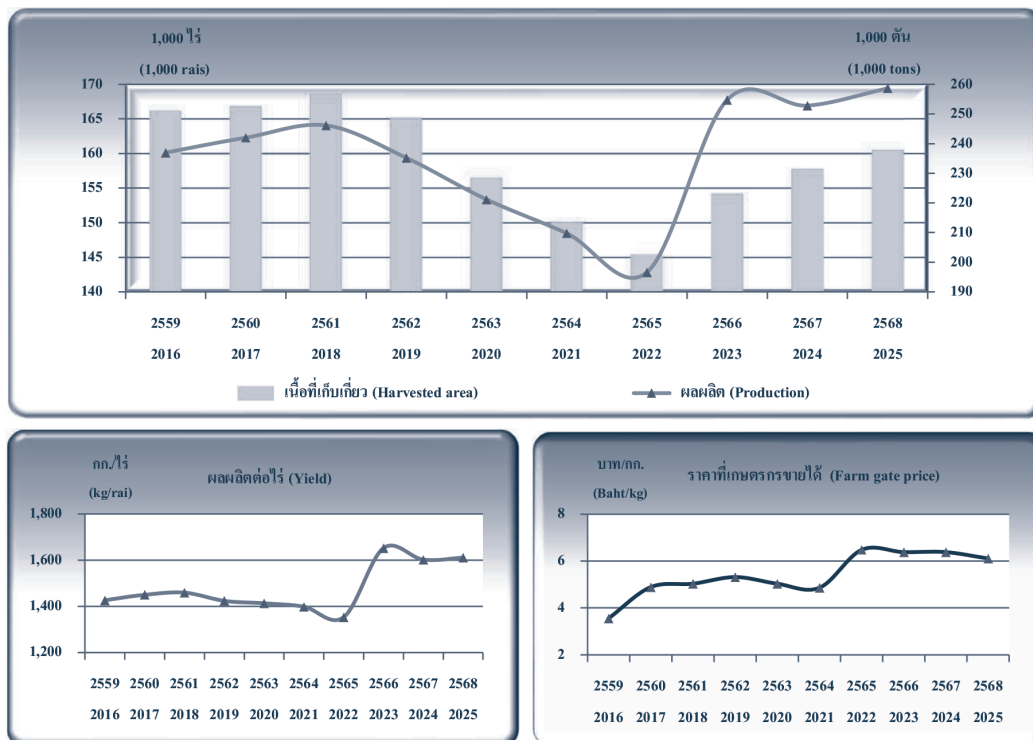 1,000 ไร่ 1,000 ตัน
(1,000 rais) (1,000 tons)
170 260
165 250
240
160 230
155 220
150 210
145 200
140 190
2559 2560 2561 2562 2563 2564 2565 2566 2567 2568
2016 2017 2018 2019 2020 2021 2022 2023 2024 2025
เนื้อที่เก็บเกี่ยว (Harvested area) ผลผลิต (Production)
กก./ไร่ ผลผลิตต่อไร่ (Yield)
(kg/rai)
1,800
1,600
1,400
1,200
2559 2560 2561 2562 2563 2564 2565 2566 2567 2568
2016 2017 2018 2019 2020 2021 2022 2023 2024 2025
บาท/กก. ราคาที่เกษตรกรขายได้ (Farm gate price)
(Baht/kg)
8
6
4
2
2559 2560 2561 2562 2563 2564 2565 2566 2567 2568
2016 2017 2018 2019 2020 2021 2022 2023 2024 2025